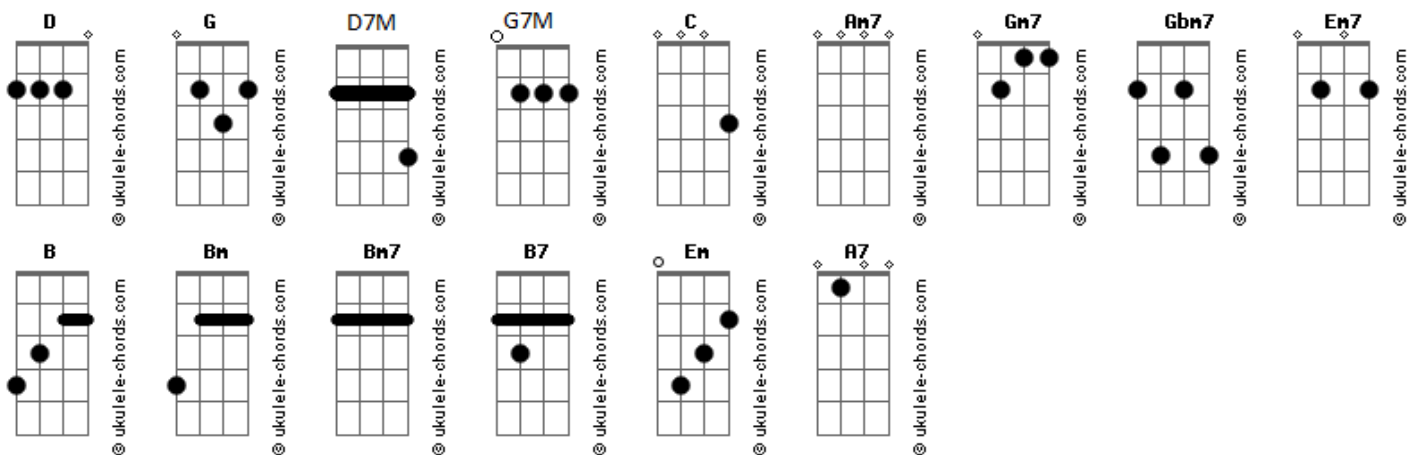 D G D7M G7M C Am7 Gm7 Gbm7 Em7
© ukulele-chords.com © ukulele-chords.com © ukulele-chords.com © ukulele-chords.com © ukulele-chords.com © ukulele-chords.com © ukulele-chords.com © ukulele-chords.com © ukulele-chords.com
B Bm Bm7 B7 Em A7
© ukulele-chords.com © ukulele-chords.com © ukulele-chords.com © ukulele-chords.com © ukulele-chords.com © ukulele-chords.com